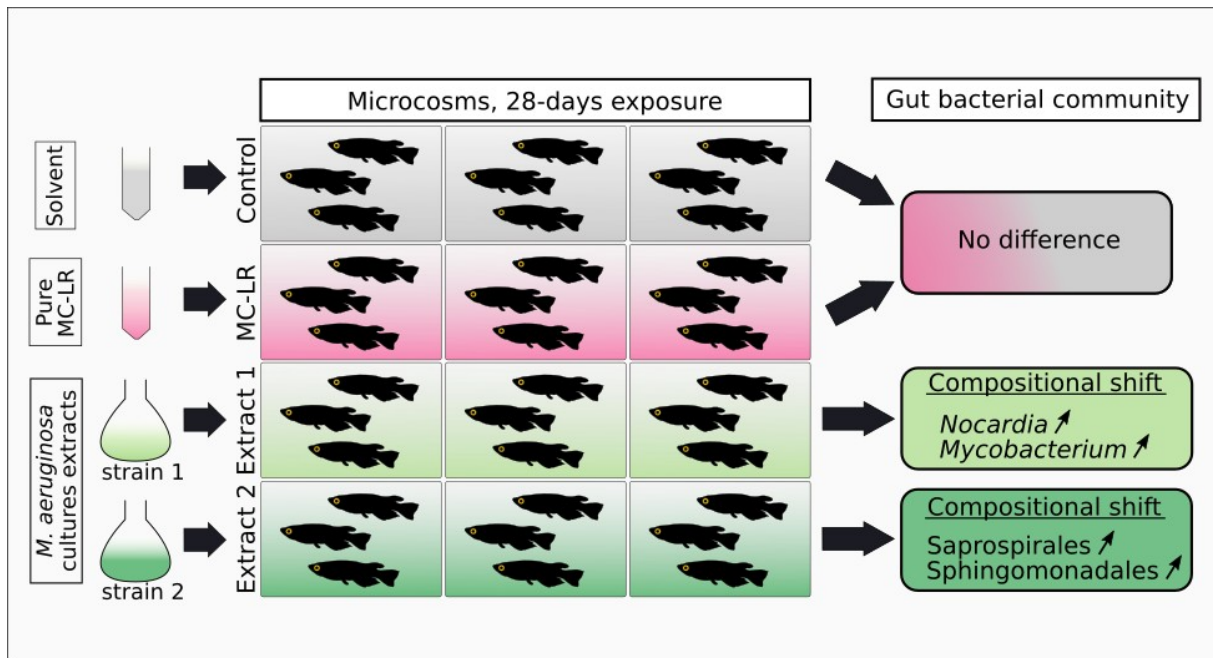 Microcosms, 28-days exposure
Gut bacterial community
Solvent
Control
No difference
Pure
MC-LR
MC-LR
M. aeruginosa
cultures extracts
strain 1
Extract 1
Compositional shift
Nocardia ↗
Mycobacterium ↗
strain 2
Extract 2
Compositional shift
Saprospirales ↗
Sphingomonadales ↗